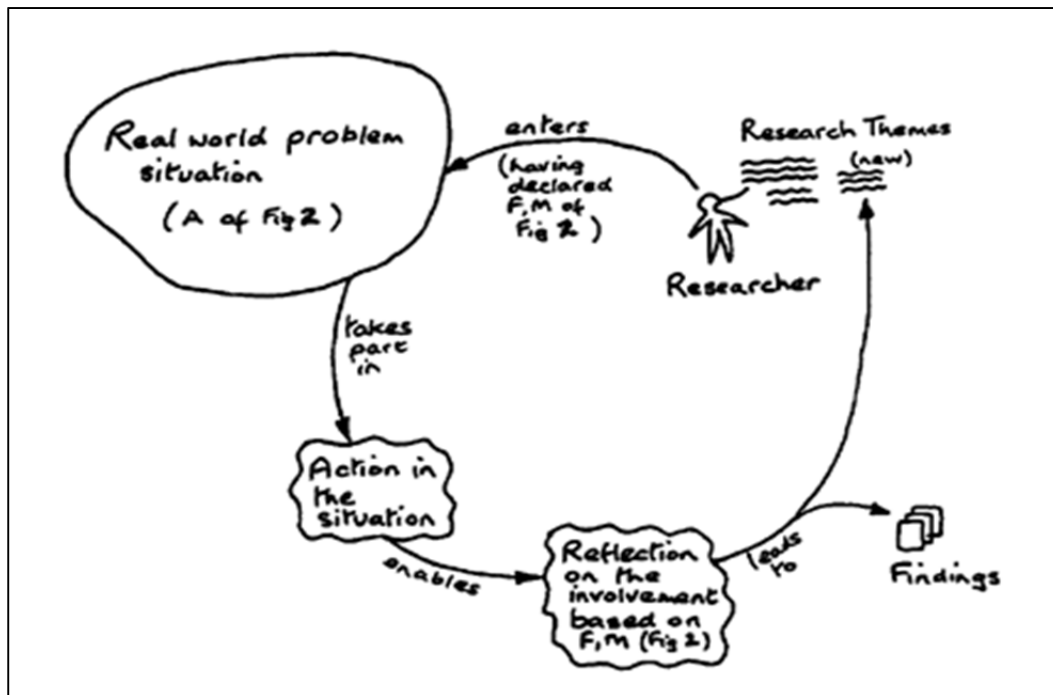 Real world problem
situation
(A of Fig 2)
enters
(having
declared
F, M of
Fig 2)
Research Themes
(new)
Researcher
takes
part
in
Action in
the
situation
enables
Reflection
on the
involvement
based on
F, M (Fig 2)
leads
to
Findings